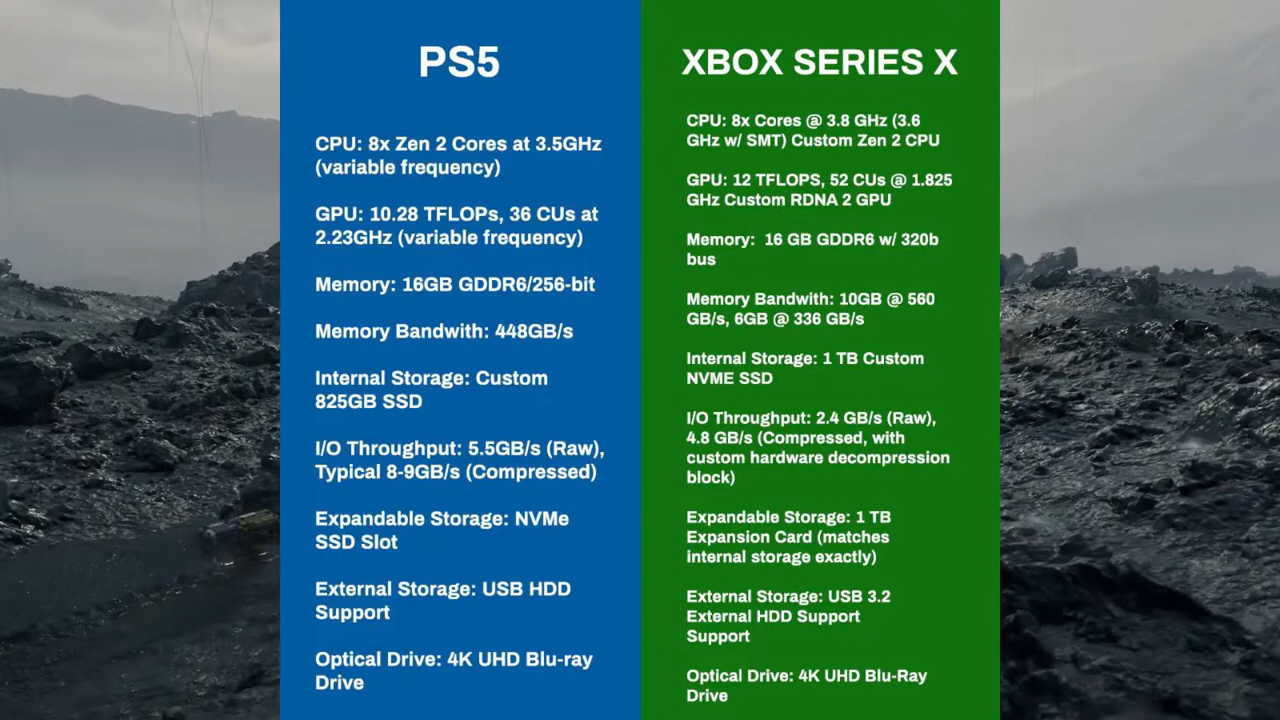 PS5
CPU: 8x Zen 2 Cores at 3.5GHz
(variable frequency)
GPU: 10.28 TFLOPs, 36 CUs at
2.23GHz (variable frequency)
Memory: 16GB GDDR6/256-bit
Memory Bandwith: 448GB/s
Internal Storage: Custom
825GB SSD
I/O Throughput: 5.5GB/s (Raw),
Typical 8-9GB/s (Compressed)
Expandable Storage: NVMe
SSD Slot
External Storage: USB HDD
Support
Optical Drive: 4K UHD Blu-ray
Drive
XBOX SERIES X
CPU: 8x Cores @ 3.8 GHz (3.6
GHz w/ SMT) Custom Zen 2 CPU
GPU: 12 TFLOPS, 52 CUs @ 1.825
GHz Custom RDNA 2 GPU
Memory:  16 GB GDDR6 w/ 320b
bus
Memory Bandwith: 10GB @ 560
GB/s, 6GB @ 336 GB/s
Internal Storage: 1 TB Custom
NVME SSD
I/O Throughput: 2.4 GB/s (Raw),
4.8 GB/s (Compressed, with
custom hardware decompression
block)
Expandable Storage: 1 TB
Expansion Card (matches
internal storage exactly)
External Storage: USB 3.2
External HDD Support
Support
Optical Drive: 4K UHD Blu-Ray
Drive